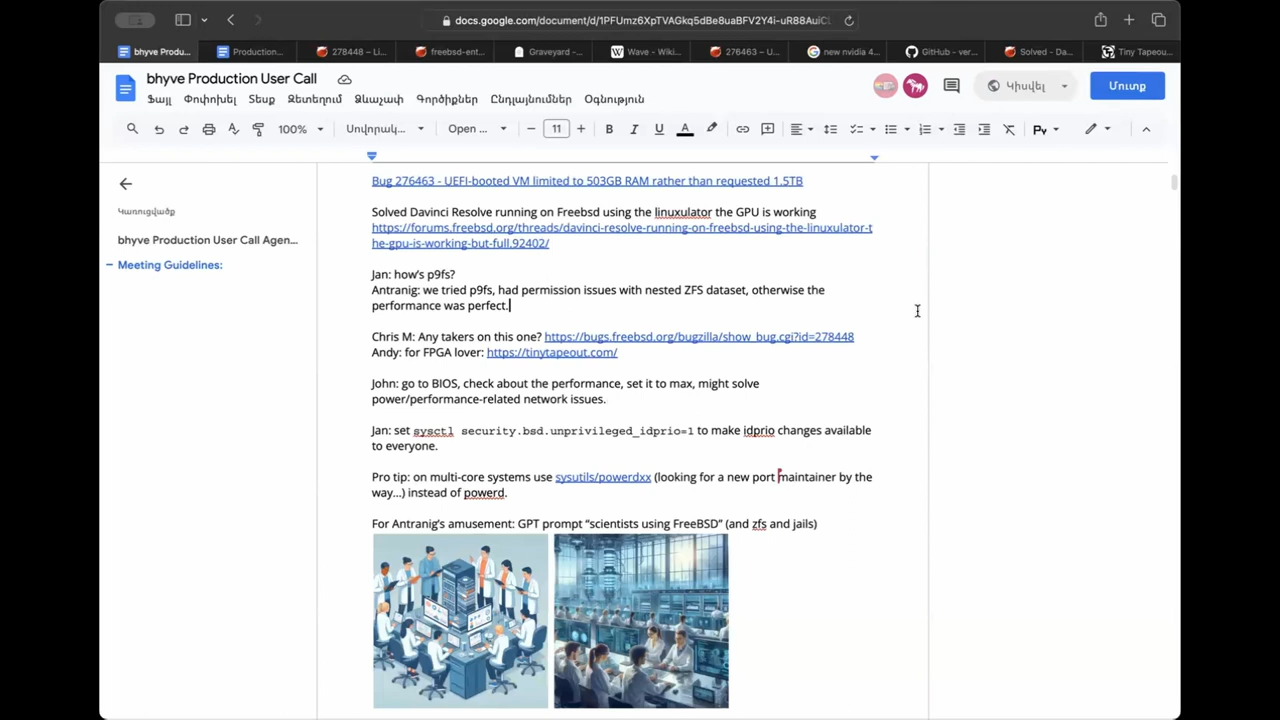 docs.google.com/document/d/1PFUmz6XpTVAGkq5dBe8uaBFV2Y4i-uR88AuiCL
bhyve Produ...
Production...
278448 – Li...
freebsd-ent...
Graveyard -...
Wave - Wiki...
276463 – U...
new nvidia 4...
GitHub - ver...
Solved - Da...
Tiny Tapeou...
bhyve Production User Call
Ֆայլ Փոփոխել Տեսք Զետեղում Ձևաչափ Գործիքներ Ընդլայնումներ Օգնություն
Կիսվել
Մուտք
100% Սովորակ... Open ... 11
Կառուցվածք
bhyve Production User Call Agen...
Meeting Guidelines:
Bug 276463 - UEFI-booted VM limited to 503GB RAM rather than requested 1.5TB
Solved Davinci Resolve running on Freebsd using the linuxulator the GPU is working
https://forums.freebsd.org/threads/davinci-resolve-running-on-freebsd-using-the-linuxulator-t
he-gpu-is-working-but-full.92402/
Jan: how's p9fs?
Antranig: we tried p9fs, had permission issues with nested ZFS dataset, otherwise the
performance was perfect.
Chris M: Any takers on this one? https://bugs.freebsd.org/bugzilla/show_bug.cgi?id=278448
Andy: for FPGA lover: https://tinytapeout.com/
John: go to BIOS, check about the performance, set it to max, might solve
power/performance-related network issues.
Jan: set sysctl security.bsd.unprivileged_idprio=1 to make idprio changes available
to everyone.
Pro tip: on multi-core systems use sysutils/powerdxx (looking for a new port maintainer by the
way...) instead of powerd.
For Antranig's amusement: GPT prompt “scientists using FreeBSD” (and zfs and jails)